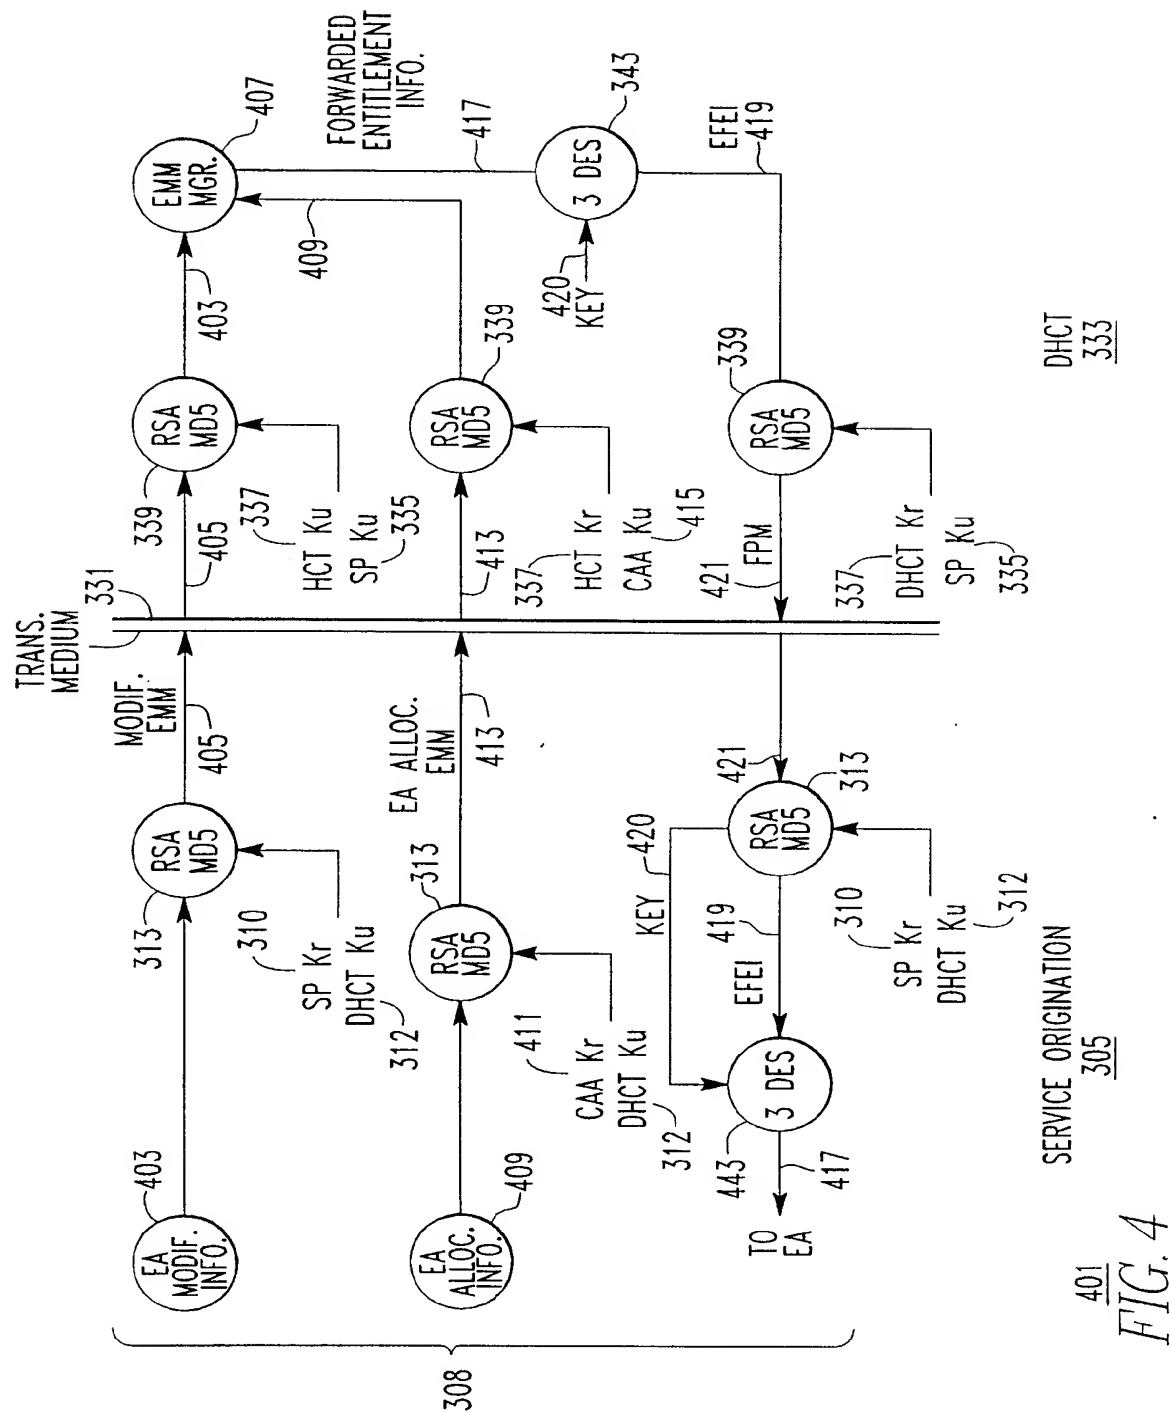 308
EA
MODIF.
INFO.
403
313
RSA
MD5
310
SP Kr
DHCT Ku
312
MODIF.
EMM
405
TRANS.
MEDIUM
331
405
339
RSA
MD5
337
HCT Ku
SP Ku
335
403
EMM
MGR.
407
EA
ALLOC.
INFO.
409
RSA
MD5
313
411
CAA Kr
DHCT Ku
312
EA ALLOC.
EMM
413
413
RSA
MD5
339
337
HCT Kr
CAA Ku
415
409
FORWARDED
ENTITLEMENT
INFO.
417
420
KEY
3 DES
343
EFEI
419
TO
EA
417
443
3 DES
KEY
420
EFEI
419
RSA
MD5
313
310
SP Kr
DHCT Ku
312
421
421
FPM
RSA
MD5
339
337
DHCT Kr
SP Ku
335
SERVICE ORIGINATION
305
DHCT
333
401
FIG. 4